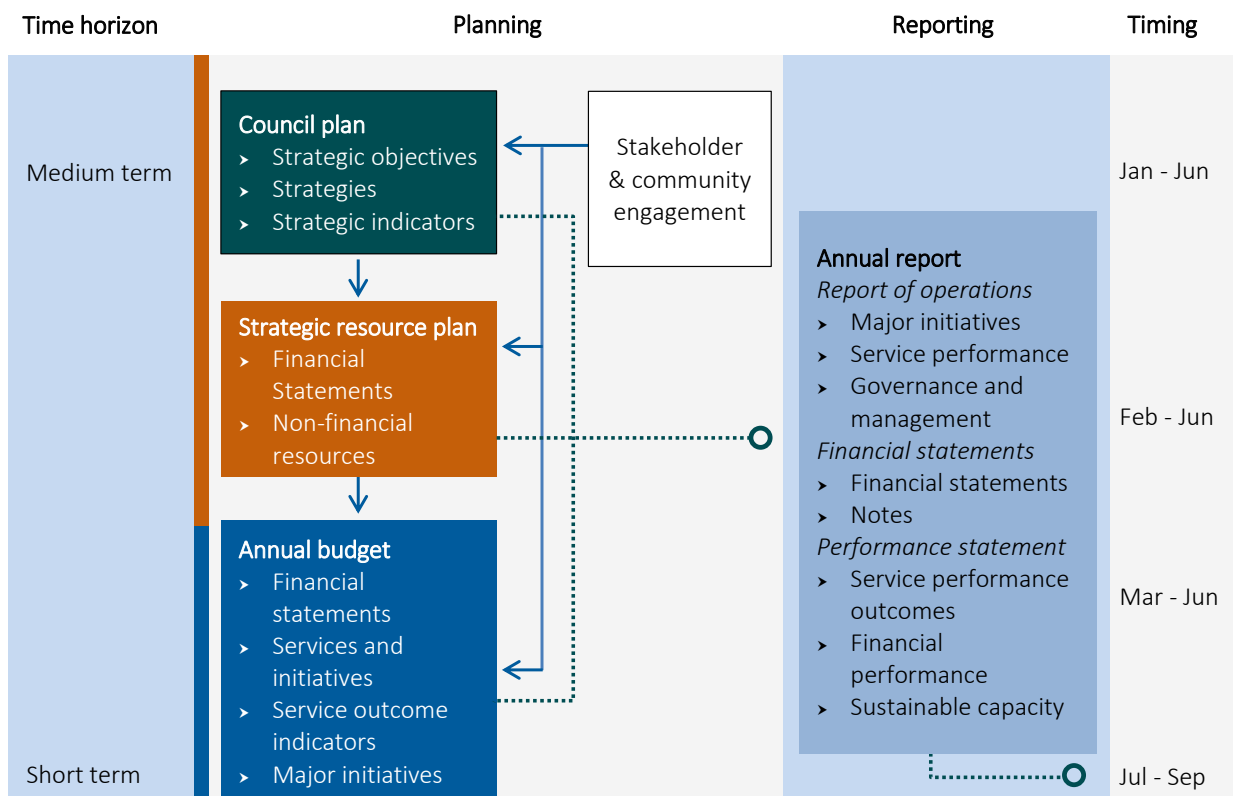 Time horizon
Planning
Reporting
Timing
Medium term
Short term
Council plan
➤ Strategic objectives
➤ Strategies
➤ Strategic indicators
Stakeholder
& community
engagement
Strategic resource plan
➤ Financial
Statements
➤ Non-financial
resources
Annual budget
➤ Financial
statements
➤ Services and
initiatives
➤ Service outcome
indicators
➤ Major initiatives
Annual report
Report of operations
➤ Major initiatives
➤ Service performance
➤ Governance and
management
Financial statements
➤ Financial statements
➤ Notes
Performance statement
➤ Service performance
outcomes
➤ Financial
performance
➤ Sustainable capacity
Jan - Jun
Feb - Jun
Mar - Jun
Jul - Sep